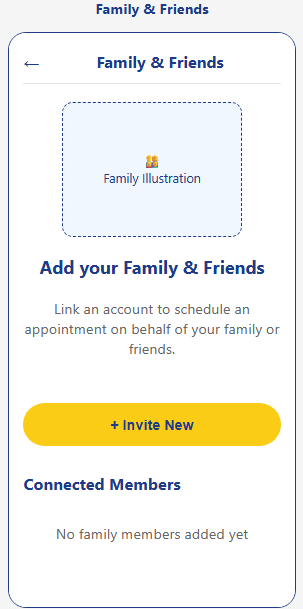 Family & Friends
← Family & Friends
Family Illustration
Add your Family & Friends
Link an account to schedule an
appointment on behalf of your family or
friends.
+ Invite New
Connected Members
No family members added yet